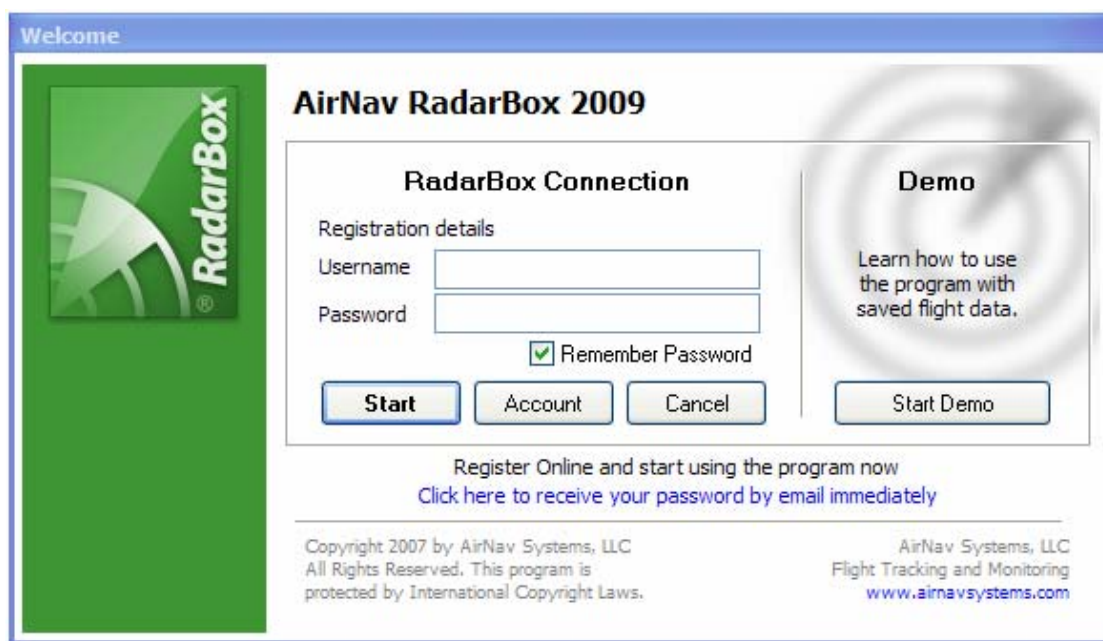 Welcome
RadarBox
®
AirNav RadarBox 2009
RadarBox Connection
Registration details
Username
Password
Remember Password
Start
Account
Cancel
Demo
Learn how to use
the program with
saved flight data.
Start Demo
Register Online and start using the program now
Click here to receive your password by email immediately
Copyright 2007 by AirNav Systems, LLC
All Rights Reserved. This program is
protected by International Copyright Laws.
AirNav Systems, LLC
Flight Tracking and Monitoring
www.airnavsystems.com